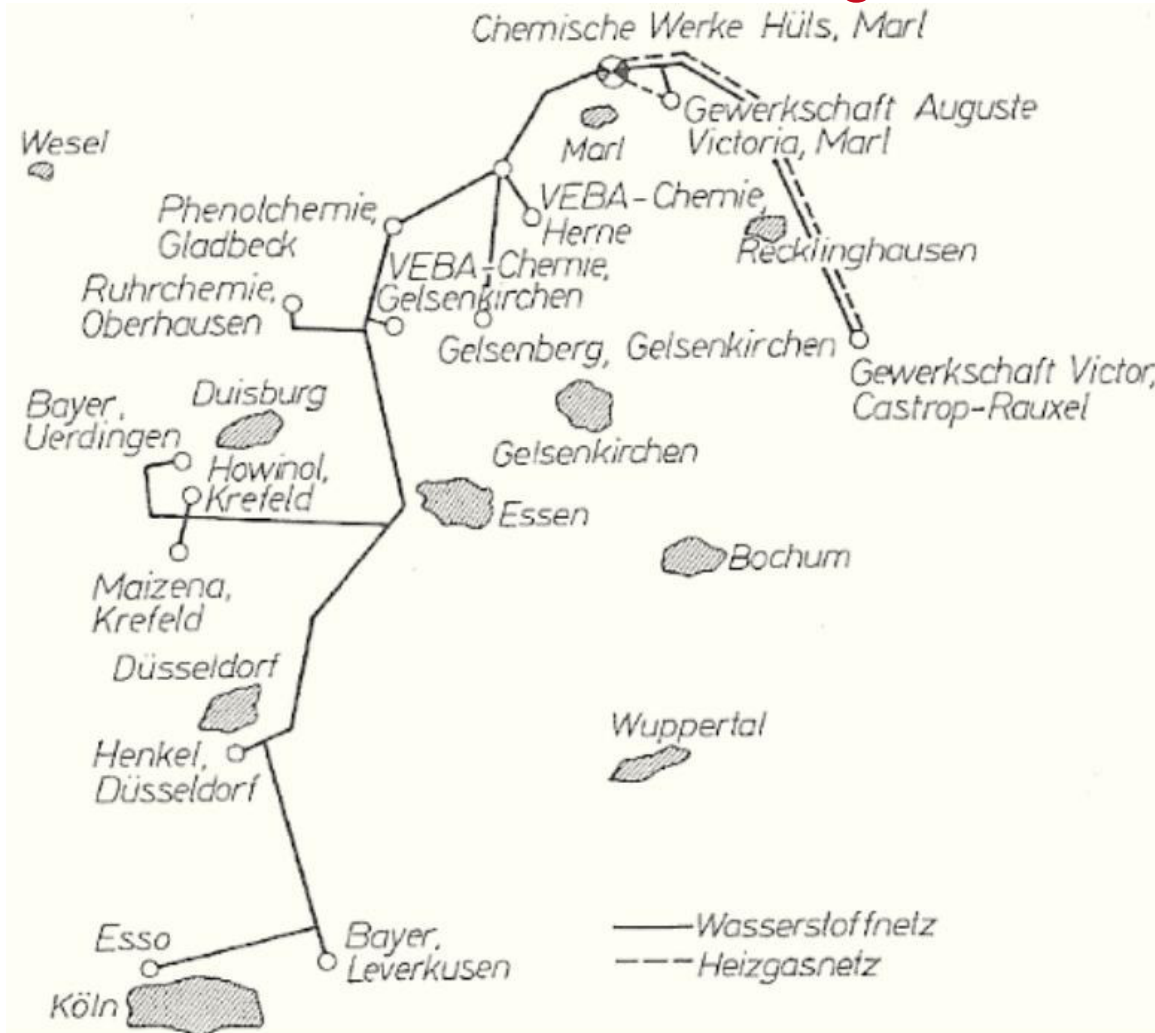 Chemische Werke Hüls, Marl
Gewerkschaft Auguste
Victoria, Marl
Marl
Wesel
VEBA-Chemie,
Herne
Phenolchemie,
Gladbeck
Recklinghausen
VEBA-Chemie,
Gelsenkirchen
Ruhrchemie,
Oberhausen
Gelsenberg, Gelsenkirchen
Gewerkschaft Victor,
Castrop-Rauxel
Duisburg
Bayer,
Uerdingen
Gelsenkirchen
Howinol,
Krefeld
Essen
Bochum
Maizena,
Krefeld
Düsseldorf
Wuppertal
Henkel,
Düsseldorf
Esso
Bayer,
Leverkusen
Köln
Wasserstoffnetz
Heizgasnetz